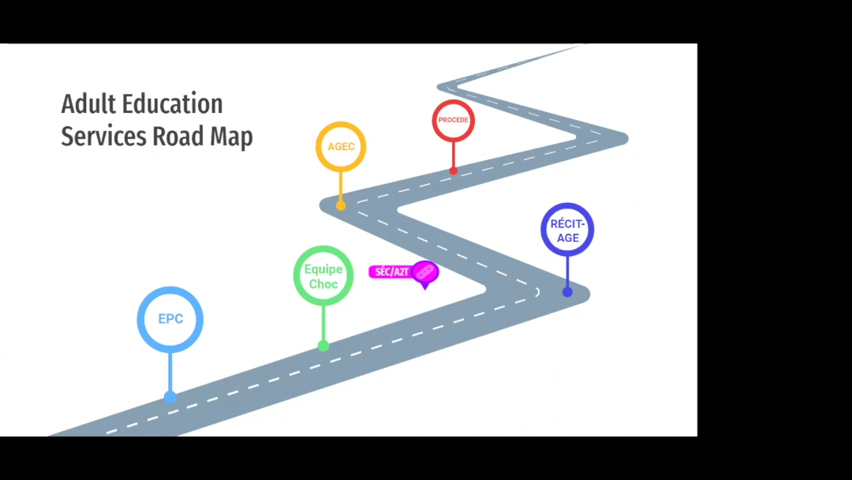 Adult Education
Services Road Map
PROCEDE
AGEC
RÉCIT-
AGE
Equipe
Choc
SÉC/A2T
EPC